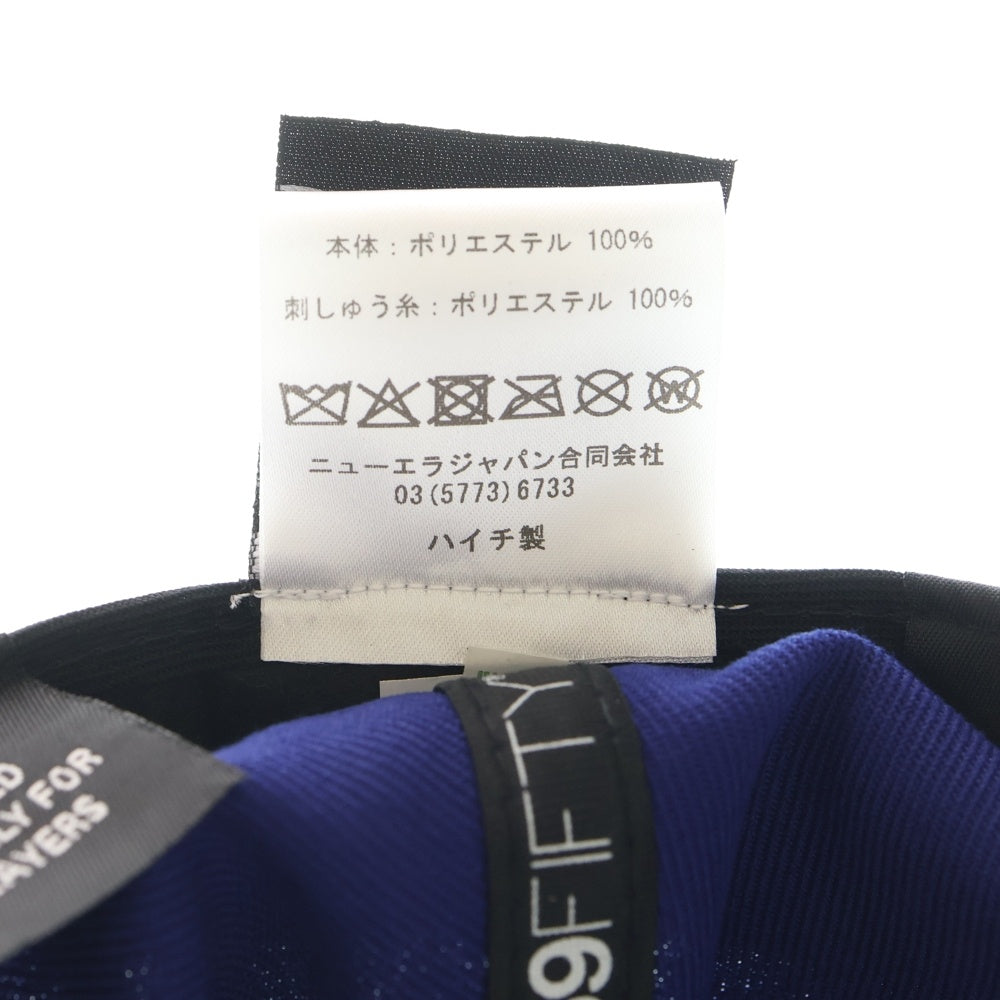 本体：ポリエステル 100%
刺しゅう糸：ポリエステル 100%
W
ニューエラジャパン合同会社
03(5773)6733
ハイチ製
9FIFTY
FOR